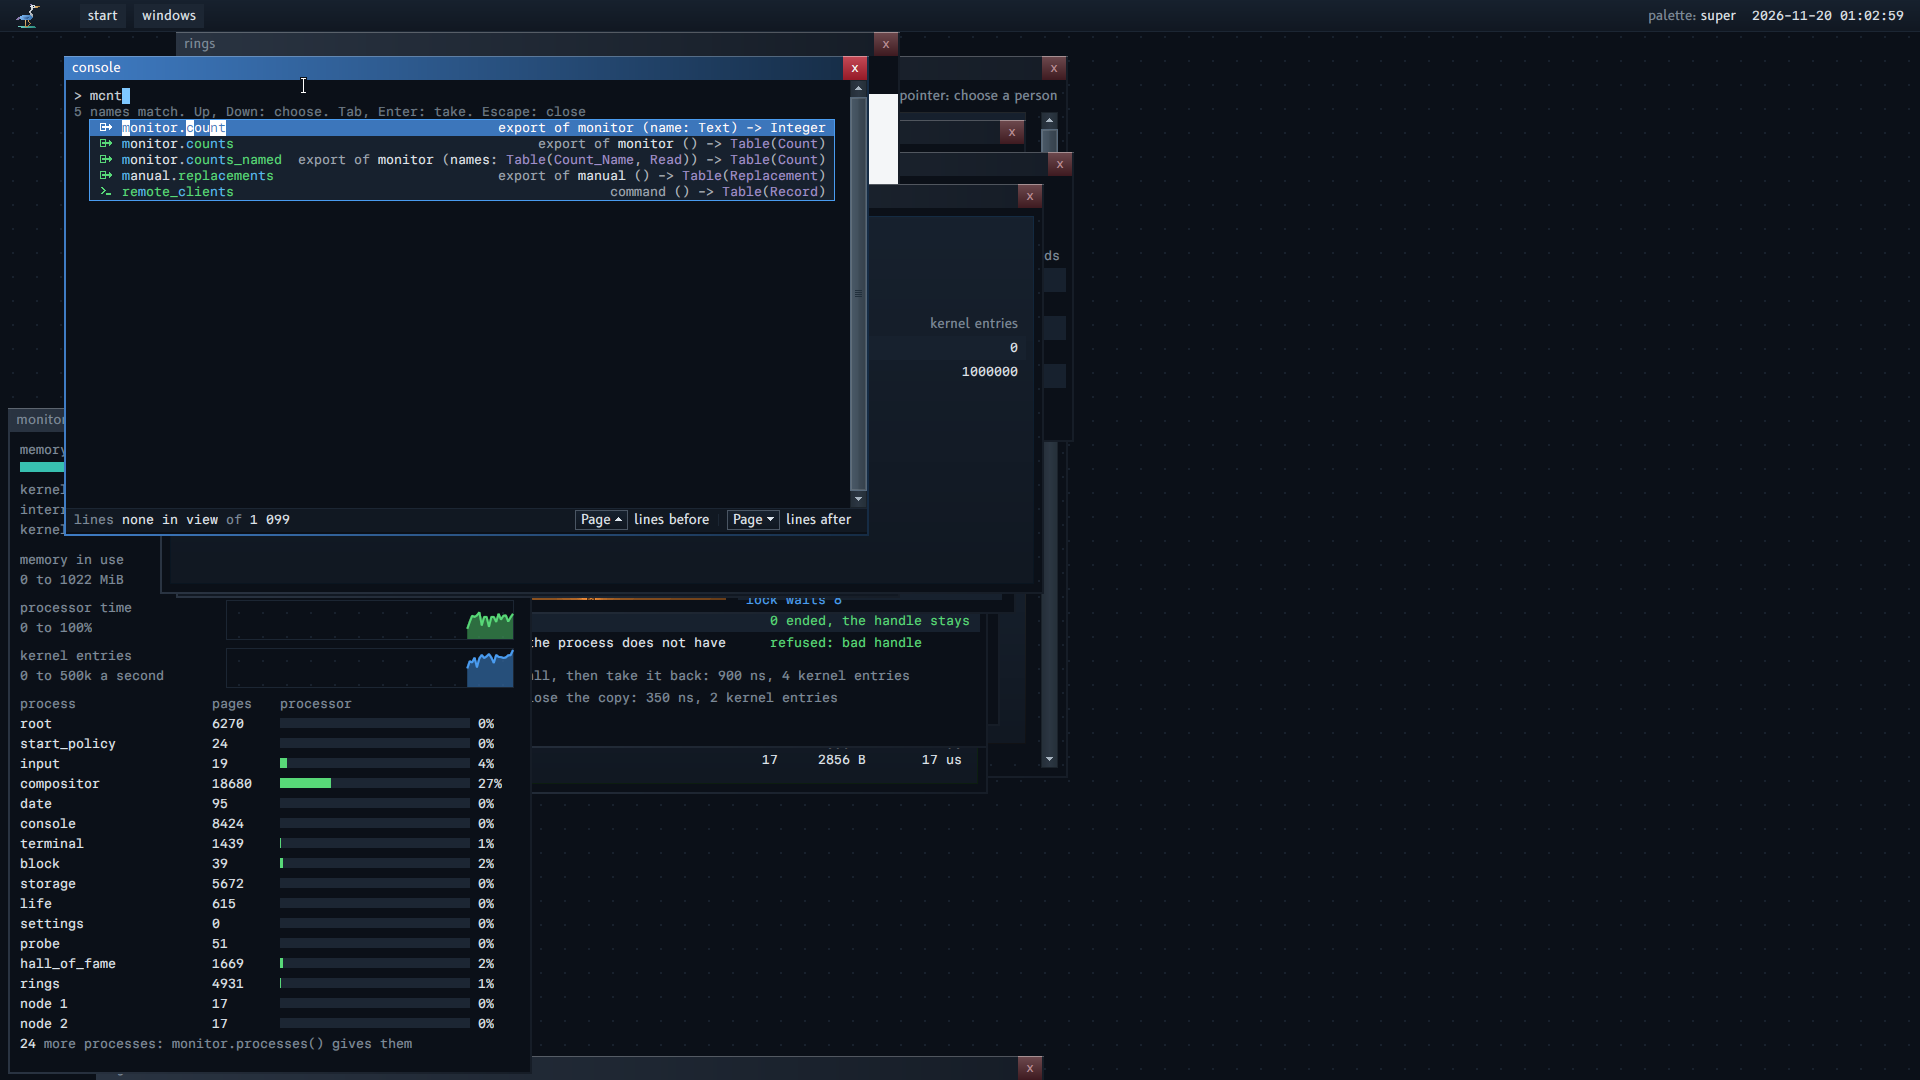 start windows palette: super 2026-11-20 01:02:59
rings x
console x
x
> mcnt
pointer: choose a person
5 names match. Up, Down: choose. Tab, Enter: take. Escape: close
monitor.count export of monitor (name: Text) -> Integer
x
monitor.counts export of monitor () -> Table(Count)
monitor.counts_named export of monitor (names: Table(Count_Name, Read)) -> Table(Count)
x
manual.replacements export of manual () -> Table(Replacement)
remote_clients command () -> Table(Record)
x
ds
kernel entries
0
1000000
monitor
memory
kernel
inter
kernel
lines none in view of 1 099 Page lines before Page lines after
memory in use
0 to 1022 MiB
lock waits 8
processor time
0 to 100%
0 ended, the handle stays
the process does not have refused: bad handle
kernel entries
0 to 500k a second
all, then take it back: 900 ns, 4 kernel entries
ose the copy: 350 ns, 2 kernel entries
process pages processor
root 6270 0%
start_policy 24 0%
input 19 4%
17 2856 B 17 us
compositor 18680 27%
date 95 0%
console 8424 0%
terminal 1439 1%
block 39 2%
storage 5672 0%
life 615 0%
settings 0 0%
probe 51 0%
hall_of_fame 1669 2%
rings 4931 1%
node 1 17 0%
node 2 17 0%
24 more processes: monitor.processes() gives them
x